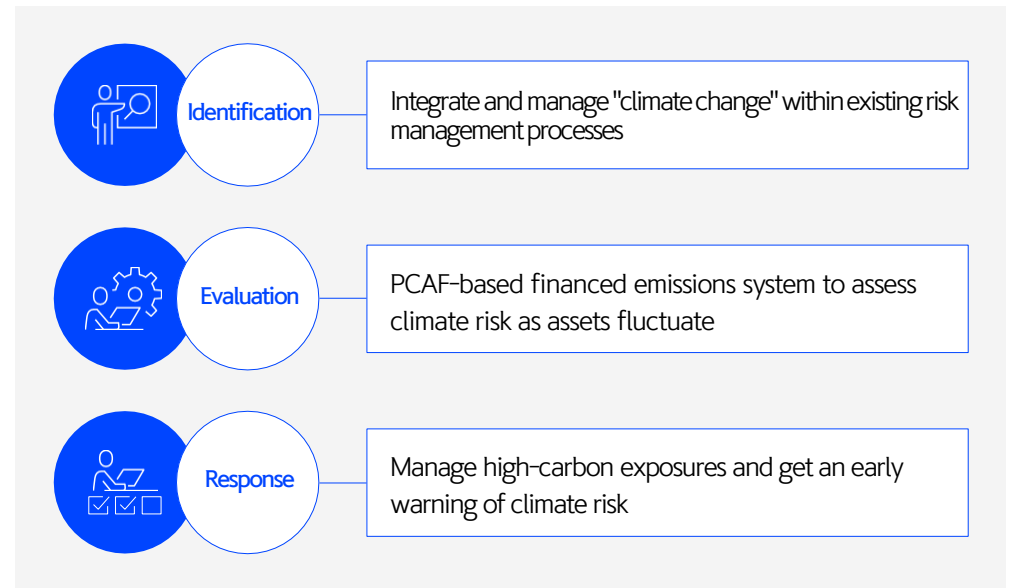 Identification
Integrate and manage "climate change" within existing risk
management processes
Evaluation
PCAF-based financed emissions system to assess
climate risk as assets fluctuate
Response
Manage high-carbon exposures and get an early
warning of climate risk